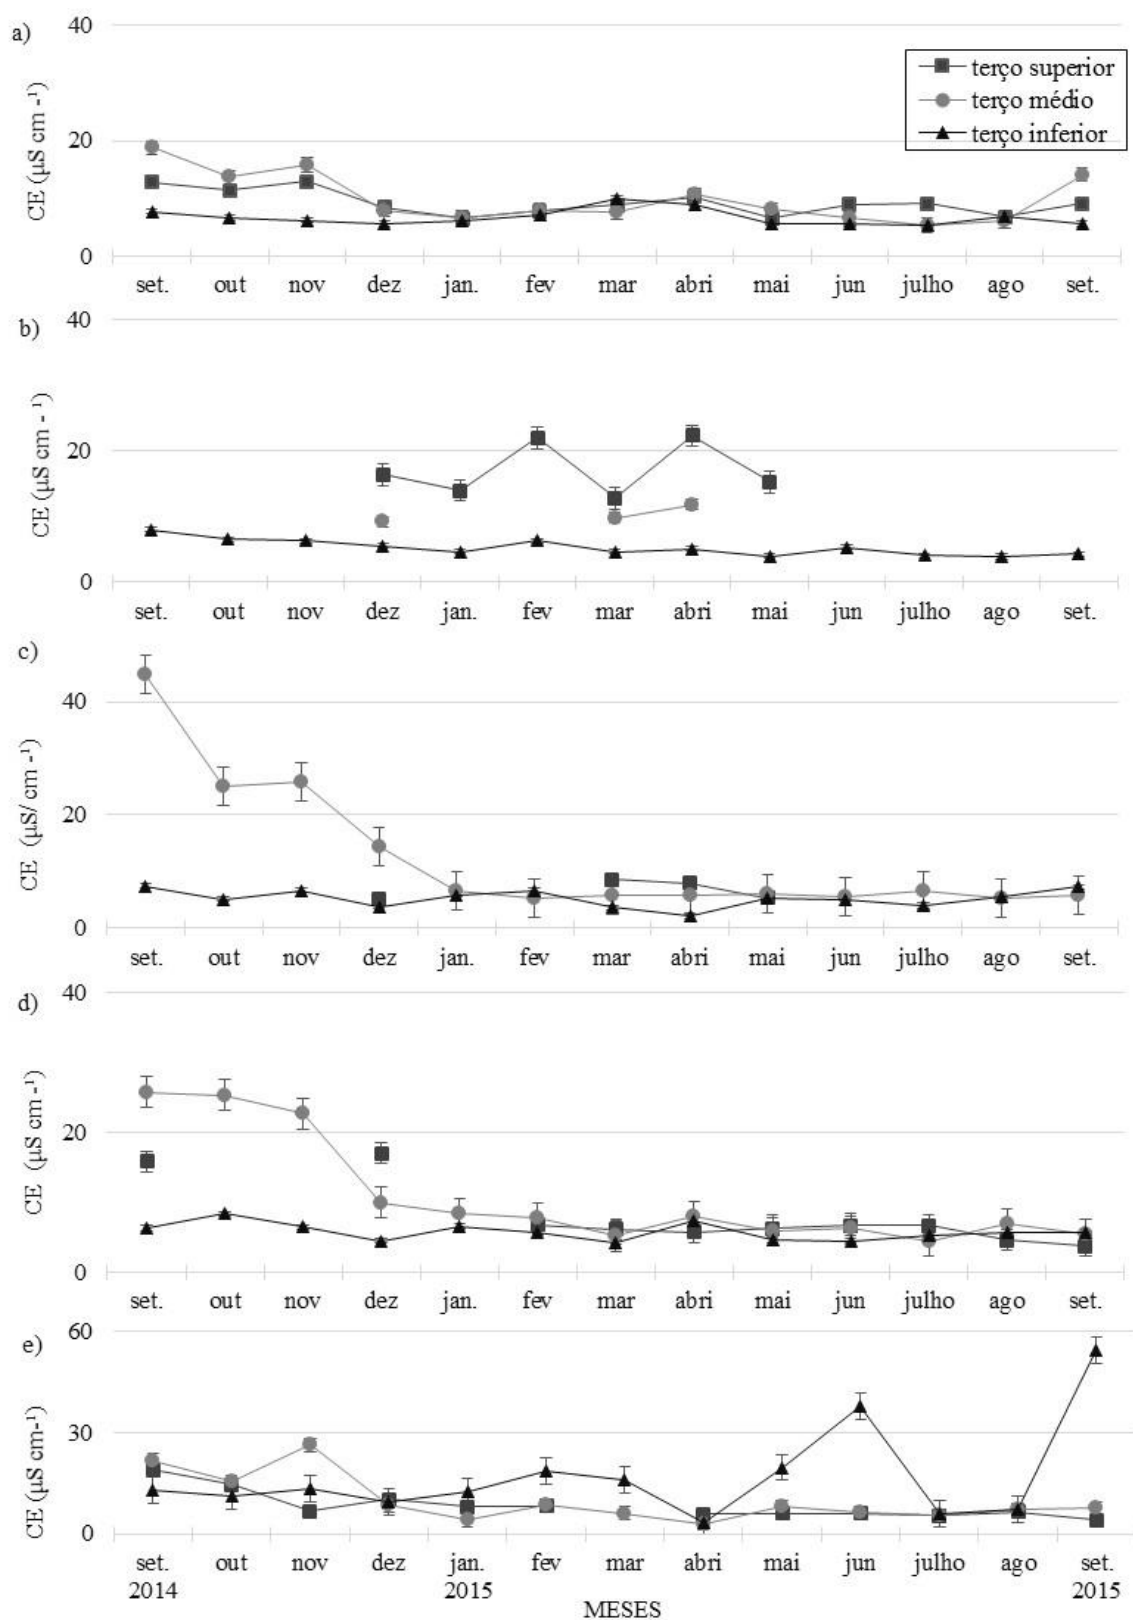 a)
40
20
0
CE (µS cm -¹)
terço superior
terço médio
terço inferior
set. out nov dez jan. fev mar abri mai jun julho ago set.
b)
40
20
0
CE (µS cm -¹)
set. out nov dez jan. fev mar abri mai jun julho ago set.
c)
40
20
0
CE (µS/ cm -¹)
set. out nov dez jan. fev mar abri mai jun julho ago set.
d)
40
20
0
CE (µS cm -¹)
set. out nov dez jan. fev mar abri mai jun julho ago set.
e)
60
30
0
CE (µS cm-¹)
set. out nov dez jan. fev mar abri mai jun julho ago set.
2014 2015 2015
MESES